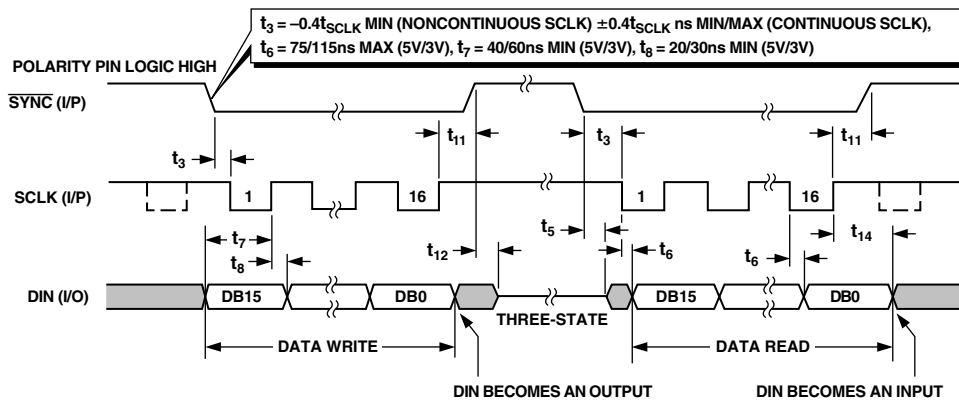 t3 = –0.4tSCLK MIN (NONCONTINUOUS SCLK) ±0.4tSCLK ns MIN/MAX (CONTINUOUS SCLK),
t6 = 75/115ns MAX (5V/3V), t7 = 40/60ns MIN (5V/3V), t8 = 20/30ns MIN (5V/3V)
POLARITY PIN LOGIC HIGH
SYNC (I/P)
t3
t11
t3
t11
SCLK (I/P)
1
16
1
16
t7
t8
t12
t5
t6
t6
t14
DIN (I/O)
DB15
DB0
THREE-STATE
DB15
DB0
DATA WRITE
DATA READ
DIN BECOMES AN OUTPUT
DIN BECOMES AN INPUT